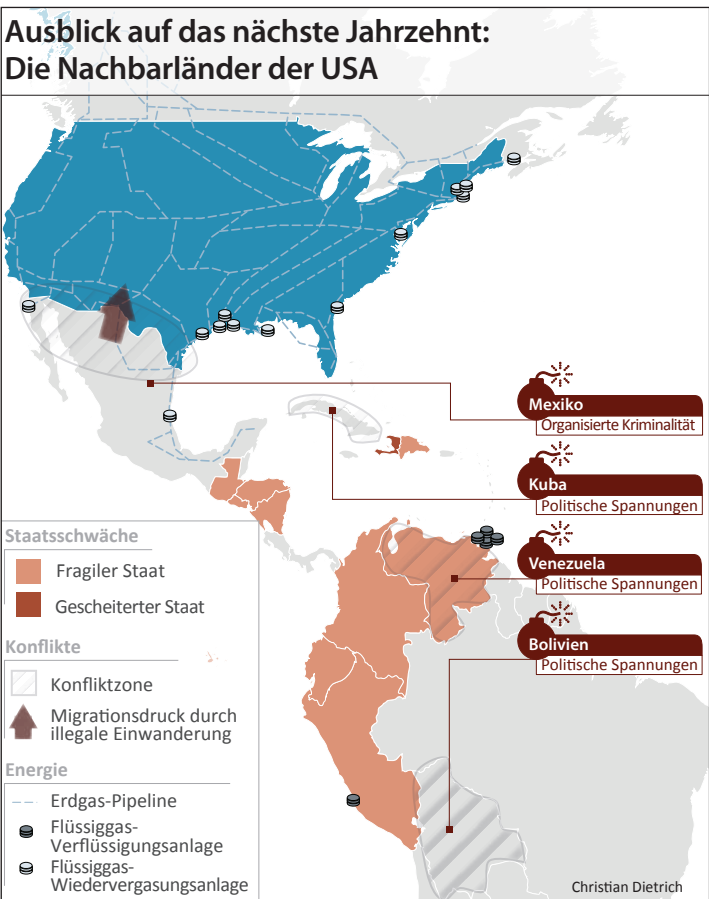 Ausblick auf das nächste Jahrzehnt:
Die Nachbarländer der USA
Mexiko
Organisierte Kriminalität
Kuba
Politische Spannungen
Venezuela
Politische Spannungen
Bolivien
Politische Spannungen
Staatsschwäche
Fragiler Staat
Gescheiterter Staat
Konflikte
Konfliktzone
Migrationsdruck durch
illegale Einwanderung
Energie
Erdgas-Pipeline
Flüssiggas-
Verflüssigungsanlage
Flüssiggas-
Wiedervergasungsanlage
Christian Dietrich